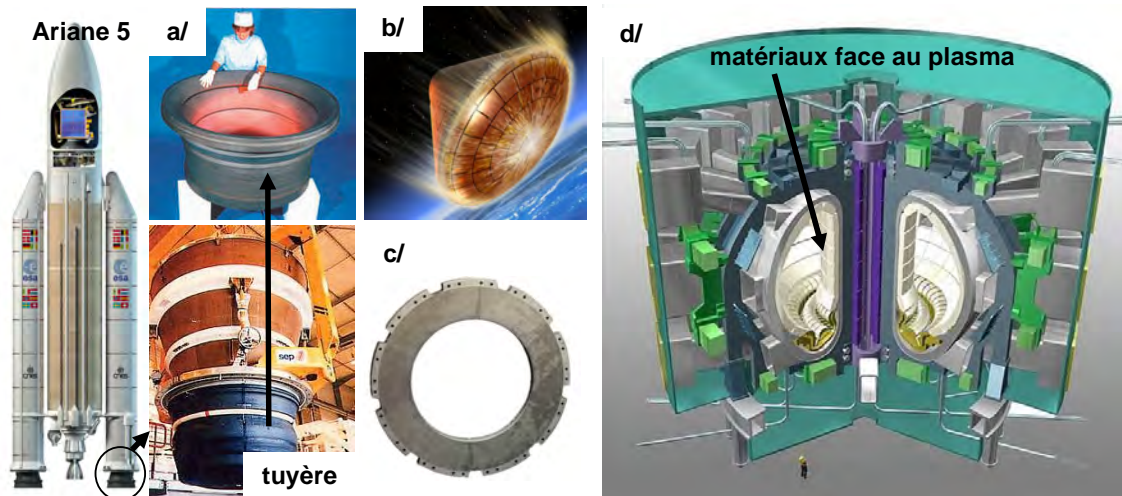 Ariane 5
a/
b/
c/
d/
matériaux face au plasma
tuyère
sep
esa
esa
cnes
cnes